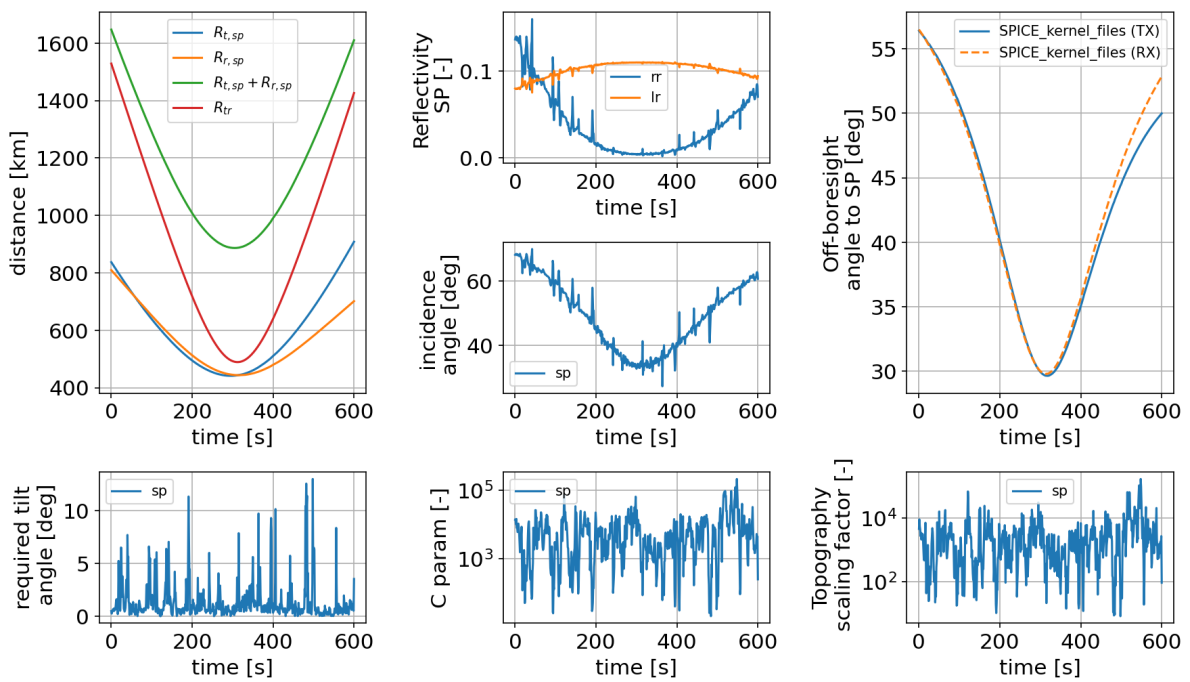 distance [km]
1600
1400
1200
1000
800
600
400
R_{t,sp}
R_{r,sp}
R_{t,sp} + R_{r,sp}
R_{tr}
0 200 400 600
time [s]
Reflectivity
SP [-]
0.1
0.0
rr
lr
0 200 400 600
time [s]
incidence
angle [deg]
60
40
sp
0 200 400 600
time [s]
Off-boresight
angle to SP [deg]
55
50
45
40
35
30
SPICE_kernel_files (TX)
SPICE_kernel_files (RX)
0 200 400 600
time [s]
required tilt
angle [deg]
10
5
0
sp
0 200 400 600
time [s]
C param [-]
10^5
10^3
sp
0 200 400 600
time [s]
Topography
scaling factor [-]
10^4
10^2
sp
0 200 400 600
time [s]